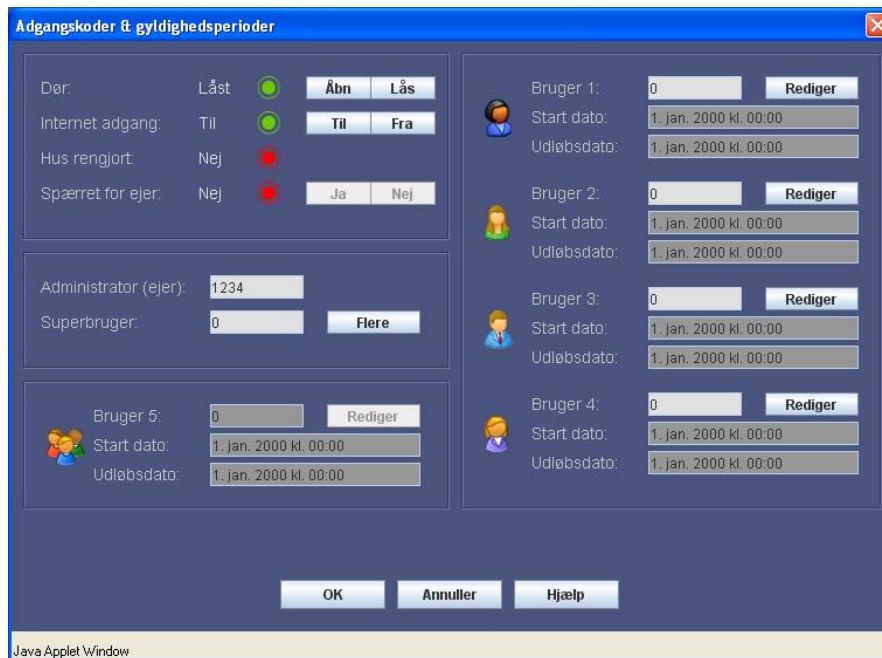 Adgangskoder & gyldighedsperioder
Dør: Låst Åbn Lås
Internet adgang: Til Til Fra
Hus rengjort: Nej
Spærret for ejer: Nej Ja Nej
Administrator (ejer): 1234
Superbruger: 0 Flere
Bruger 5: 0 Rediger
Start dato: 1. jan. 2000 kl. 00:00
Udløbsdato: 1. jan. 2000 kl. 00:00
Bruger 1: 0 Rediger
Start dato: 1. jan. 2000 kl. 00:00
Udløbsdato: 1. jan. 2000 kl. 00:00
Bruger 2: 0 Rediger
Start dato: 1. jan. 2000 kl. 00:00
Udløbsdato: 1. jan. 2000 kl. 00:00
Bruger 3: 0 Rediger
Start dato: 1. jan. 2000 kl. 00:00
Udløbsdato: 1. jan. 2000 kl. 00:00
Bruger 4: 0 Rediger
Start dato: 1. jan. 2000 kl. 00:00
Udløbsdato: 1. jan. 2000 kl. 00:00
OK Annuller Hjælp
Java Applet Window